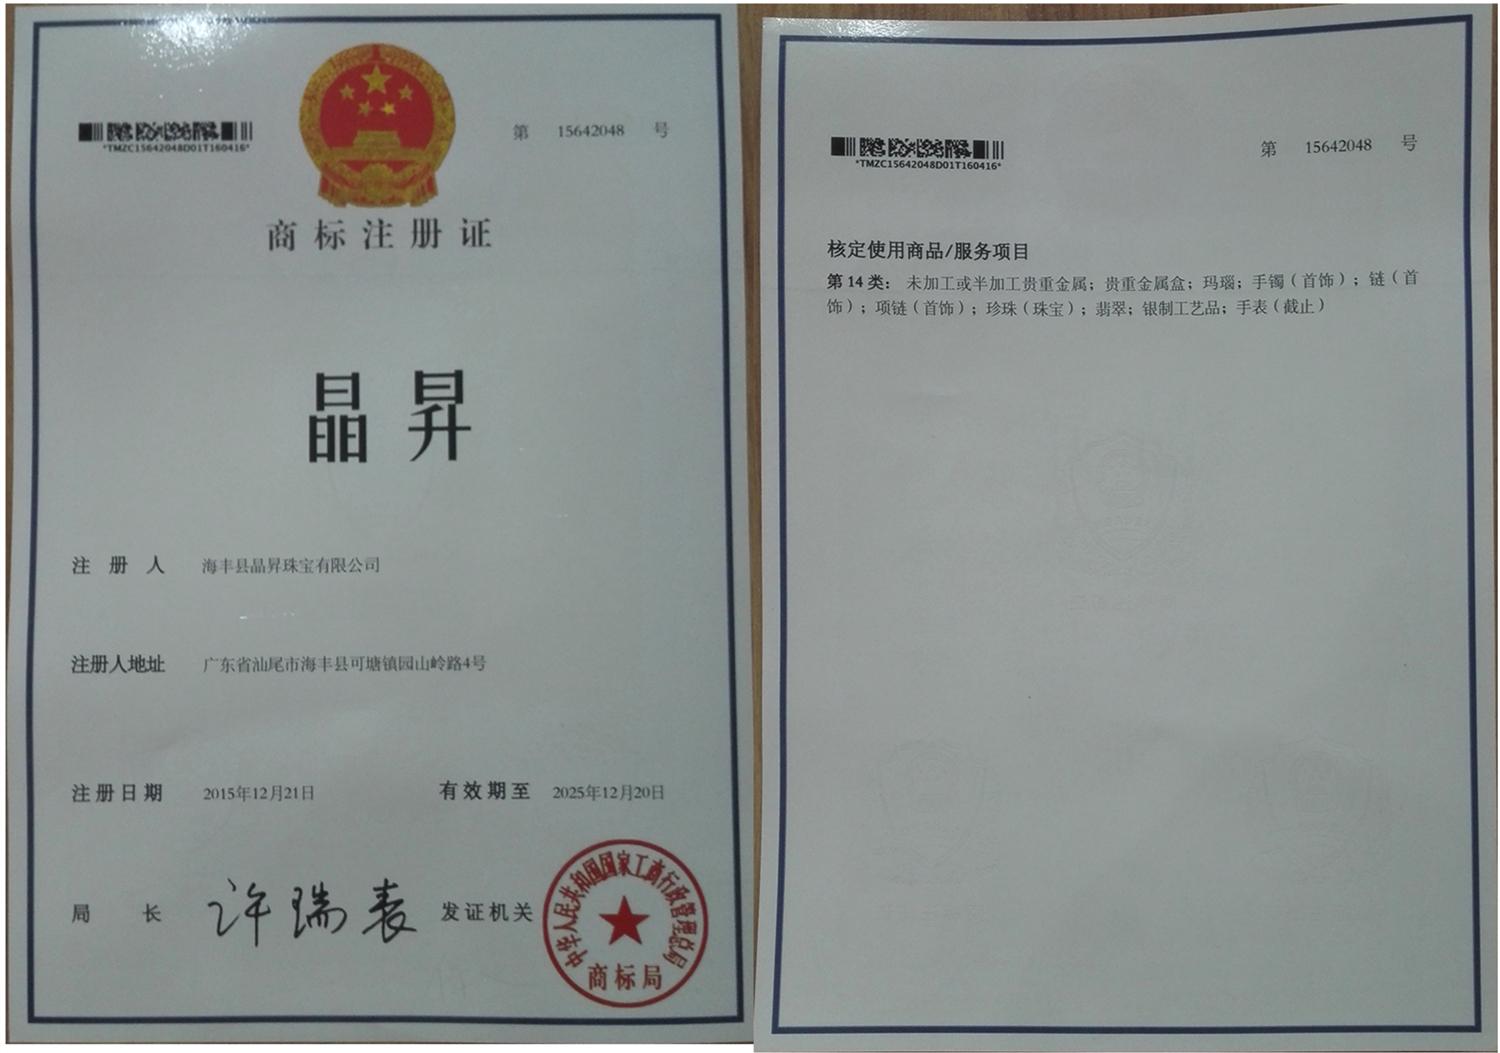 *TMZC15642048D01T160416*
第 15642048 号
商标注册证
晶昇
注册人 海丰县晶昇珠宝有限公司
注册人地址 广东省汕尾市海丰县可塘镇园山岭路4号
注册日期 2015年12月21日 有效期至 2025年12月20日
局长 许瑞表 发证机关
中华人民共和国国家工商行政管理总局
商标局
*TMZC15642048D01T160416*
第 15642048 号
核定使用商品/服务项目
第14类： 未加工或半加工贵重金属；贵重金属盒；玛瑙；手镯（首饰）；链（首
饰）；项链（首饰）；珍珠（珠宝）；翡翠；银制工艺品；手表（截止）